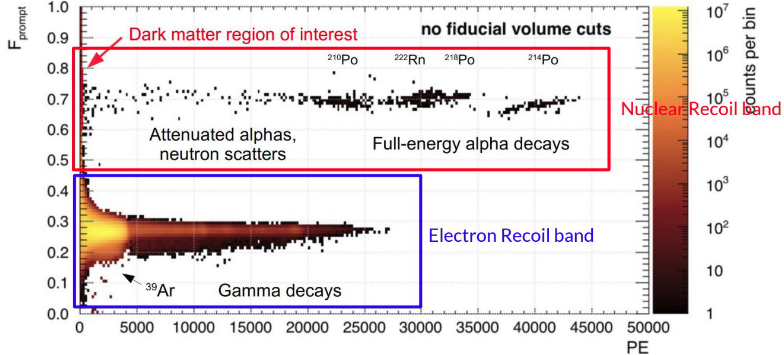 F_prompt
1.0
0.9
0.8
0.7
0.6
0.5
0.4
0.3
0.2
0.1
0.0
no fiducial volume cuts
Dark matter region of interest
²¹⁰Po ²²²Rn ²¹⁸Po ²¹⁴Po
Attenuated alphas,
neutron scatters
Full-energy alpha decays
Nuclear Recoil band
Electron Recoil band
³⁹Ar
Gamma decays
0 5000 10000 15000 20000 25000 30000 35000 40000 45000 50000
PE
10⁷
10⁶
10⁵
10⁴
10³
10²
10
1
counts per bin